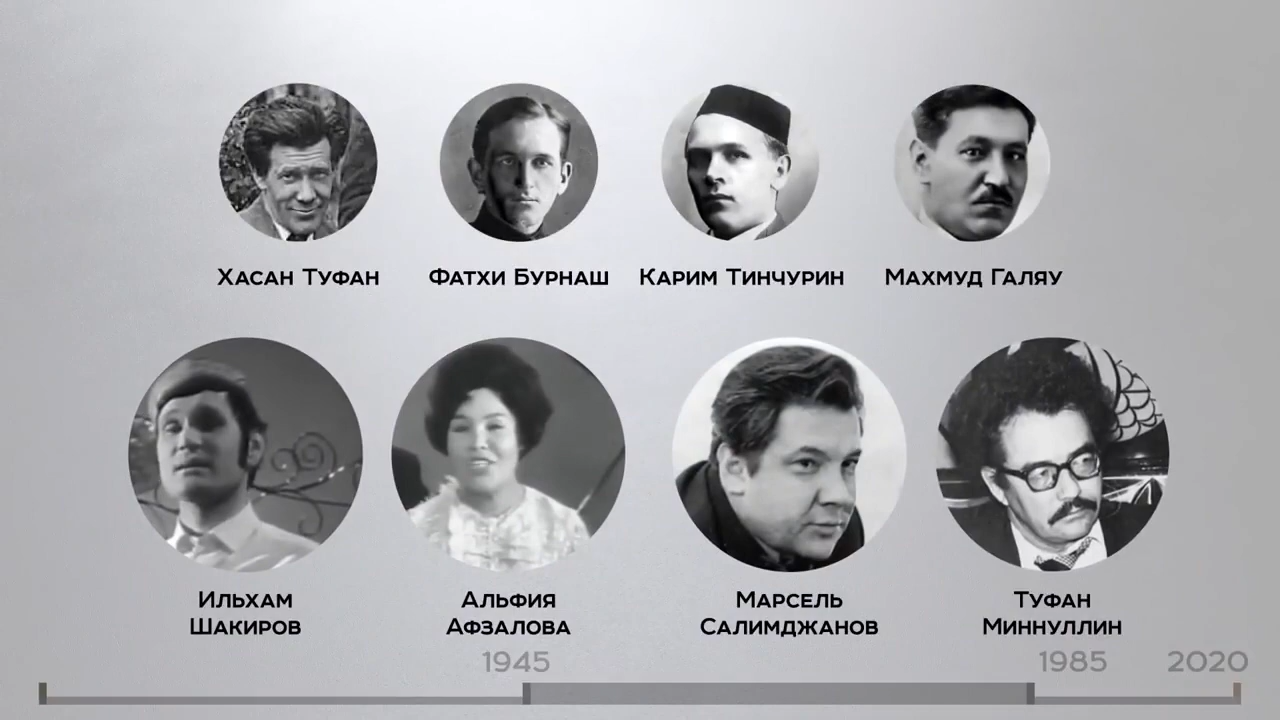 Хасан Туфан
Фатхи Бурнаш
Карим Тинчурин
Махмуд Галяу
Ильхам
Шакиров
Альфия
Афзалова
Марсель
Салимджанов
Туфан
Миннуллин
1945
1985
2020